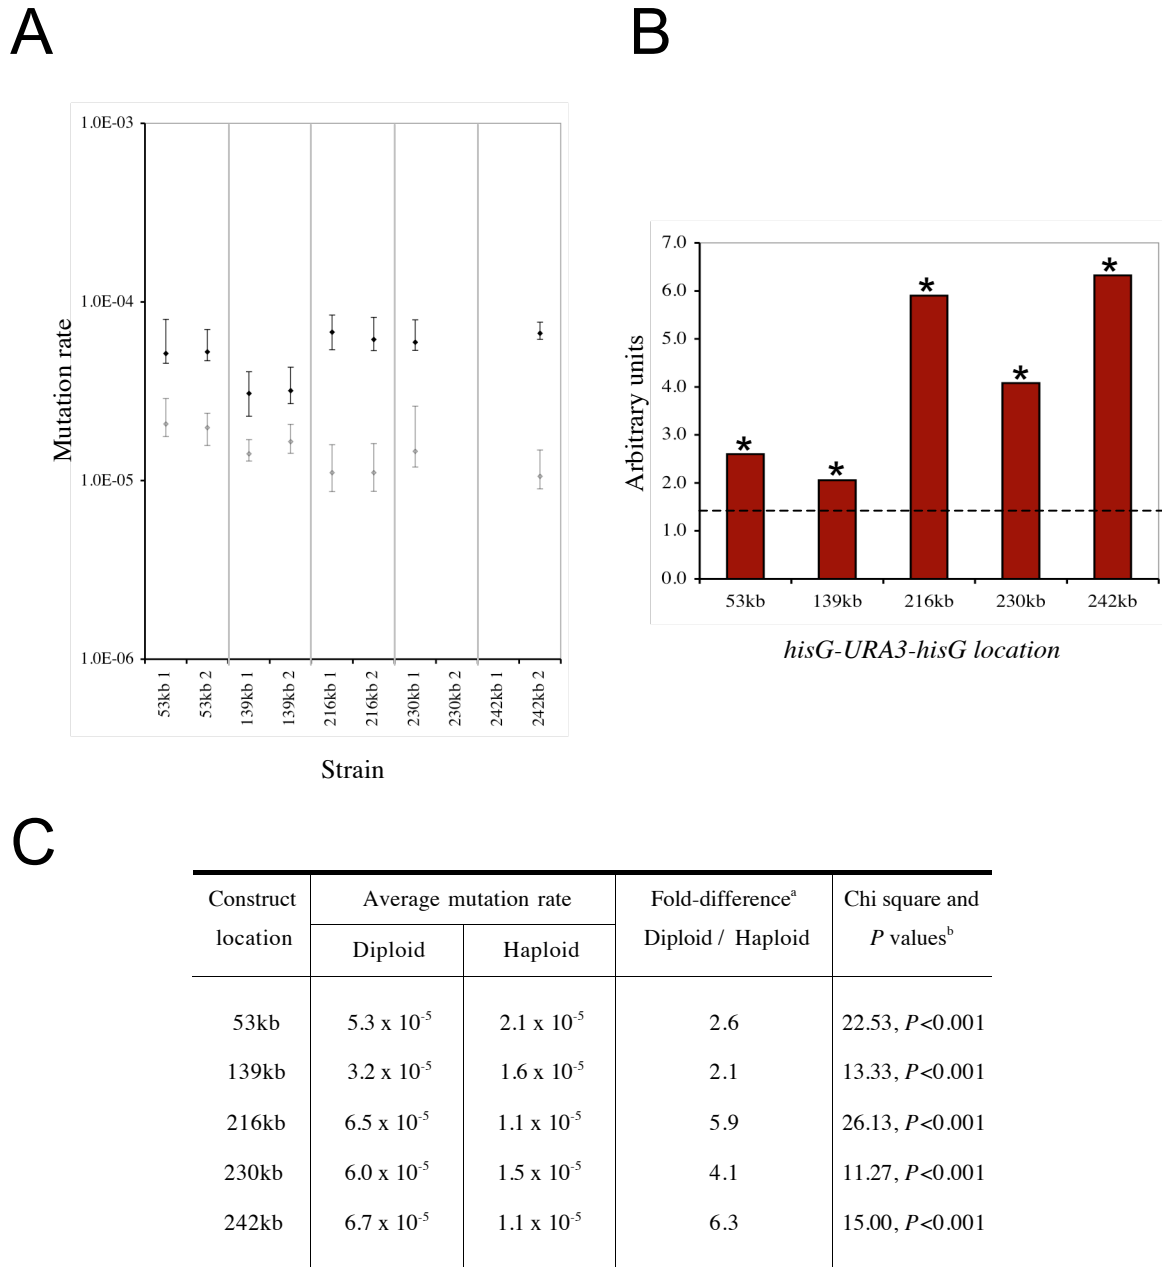 A
B
1.0E-03
1.0E-04
1.0E-05
1.0E-06
Mutation rate
53kb 1
53kb 2
139kb 1
139kb 2
216kb 1
216kb 2
230kb 1
230kb 2
242kb 1
242kb 2
Strain
7.0
6.0
5.0
4.0
3.0
2.0
1.0
0.0
Arbitrary units
* * * * *
53kb 139kb 216kb 230kb 242kb
hisG-URA3-hisG location
C
Construct location
Average mutation rate
Diploid Haploid
Fold-difference^a
Diploid / Haploid
Chi square and
P values^b
53kb 5.3 x 10^-5 2.1 x 10^-5 2.6 22.53, P<0.001
139kb 3.2 x 10^-5 1.6 x 10^-5 2.1 13.33, P<0.001
216kb 6.5 x 10^-5 1.1 x 10^-5 5.9 26.13, P<0.001
230kb 6.0 x 10^-5 1.5 x 10^-5 4.1 11.27, P<0.001
242kb 6.7 x 10^-5 1.1 x 10^-5 6.3 15.00, P<0.001